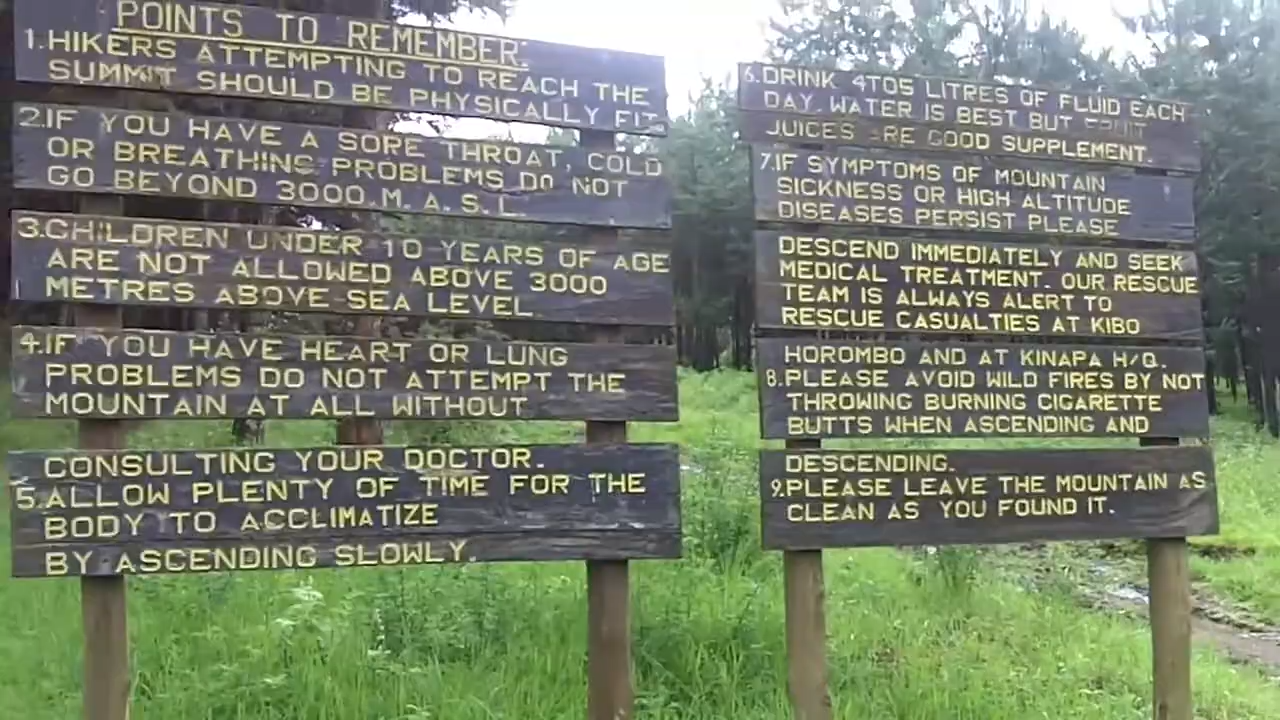 POINTS TO REMEMBER:
1.HIKERS ATTEMPTING TO REACH THE
SUMMIT SHOULD BE PHYSICALLY FIT
2.IF YOU HAVE A SORE THROAT, COLD
OR BREATHING PROBLEMS DO NOT
GO BEYOND 3000.M.A.S.L.
3.CHILDREN UNDER 10 YEARS OF AGE
ARE NOT ALLOWED ABOVE 3000
METRES ABOVE SEA LEVEL.
4.IF YOU HAVE HEART OR LUNG
PROBLEMS DO NOT ATTEMPT THE
MOUNTAIN AT ALL WITHOUT
CONSULTING YOUR DOCTOR.
5.ALLOW PLENTY OF TIME FOR THE
BODY TO ACCLIMATIZE
BY ASCENDING SLOWLY.
6.DRINK 4TO5 LITRES OF FLUID EACH
DAY. WATER IS BEST BUT FRUIT
JUICES ARE GOOD SUPPLEMENT.
7.IF SYMPTOMS OF MOUNTAIN
SICKNESS OR HIGH ALTITUDE
DISEASES PERSIST PLEASE
DESCEND IMMEDIATELY AND SEEK
MEDICAL TREATMENT. OUR RESCUE
TEAM IS ALWAYS ALERT TO
RESCUE CASUALTIES AT KIBO
HOROMBO AND AT KINAPA H/Q.
8.PLEASE AVOID WILD FIRES BY NOT
THROWING BURNING CIGARETTE
BUTTS WHEN ASCENDING AND
DESCENDING.
9.PLEASE LEAVE THE MOUNTAIN AS
CLEAN AS YOU FOUND IT.